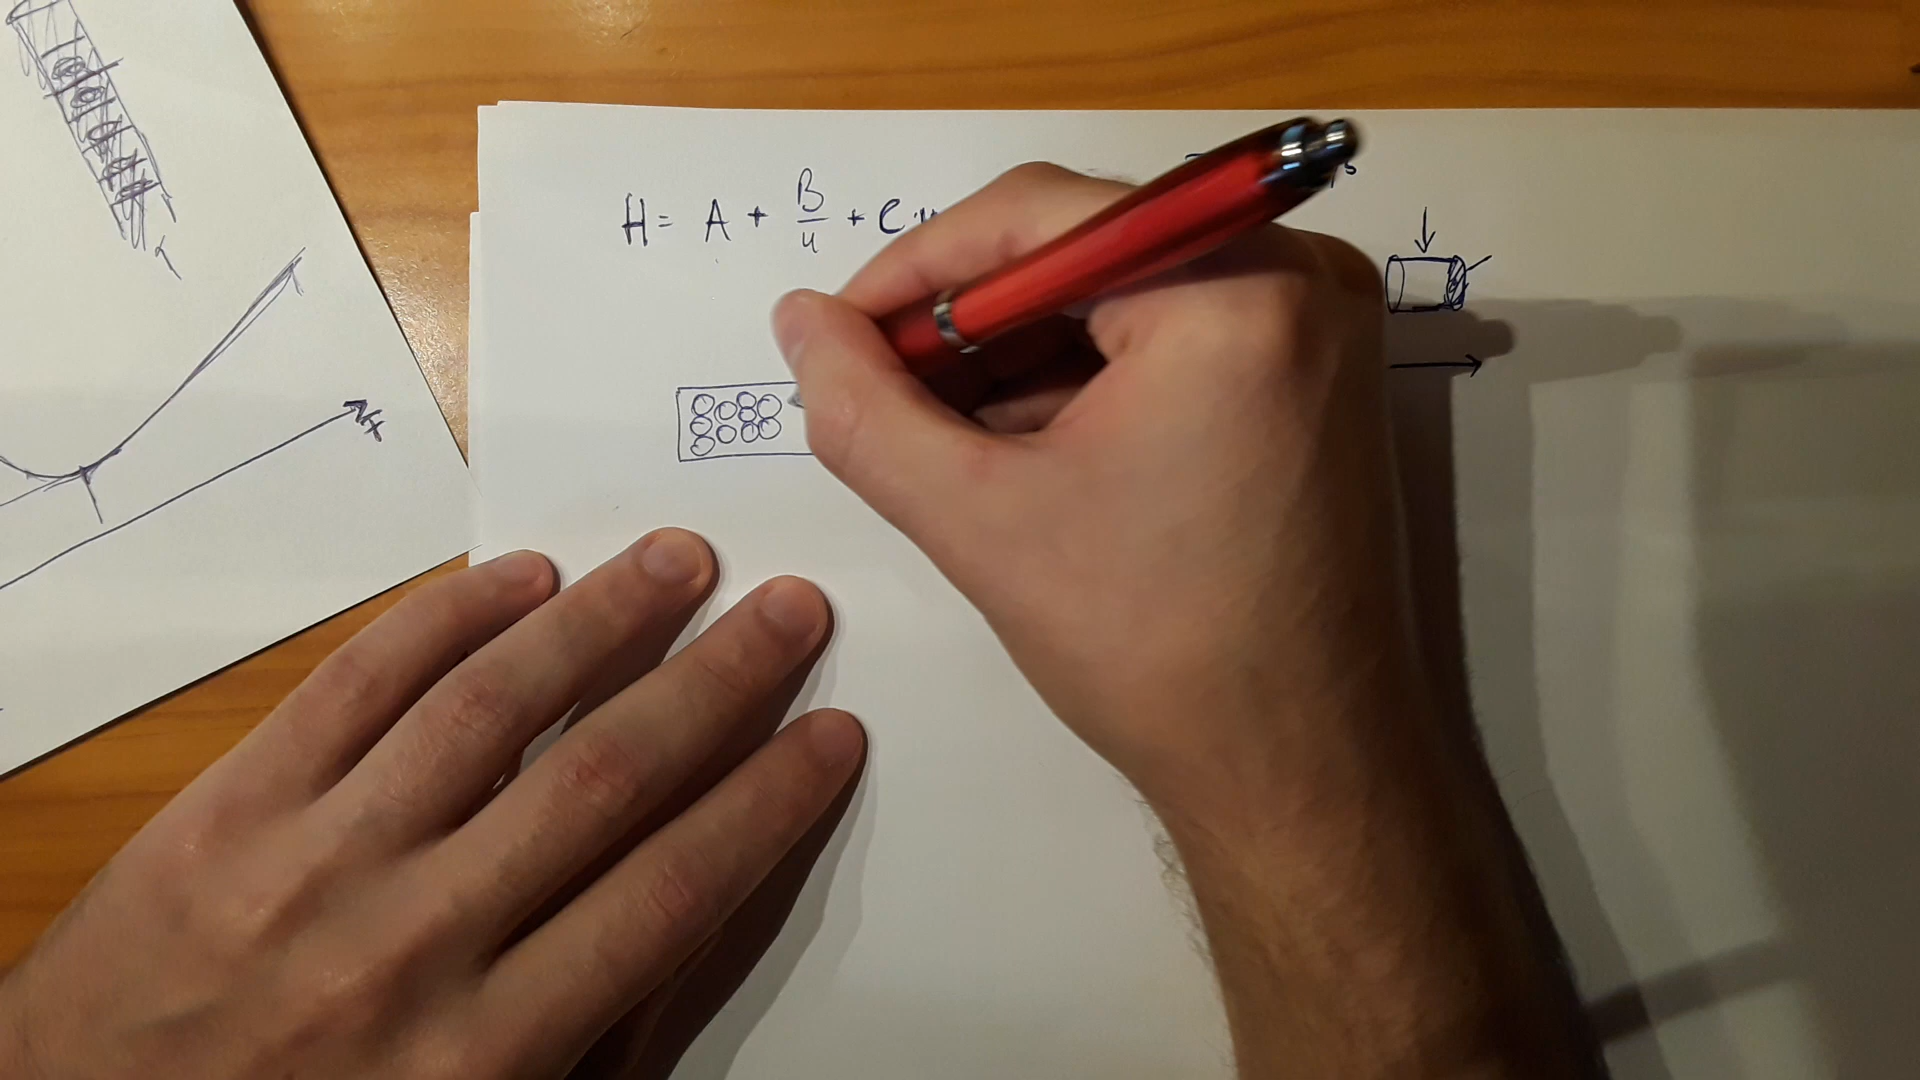 H = A + B/u + C·u